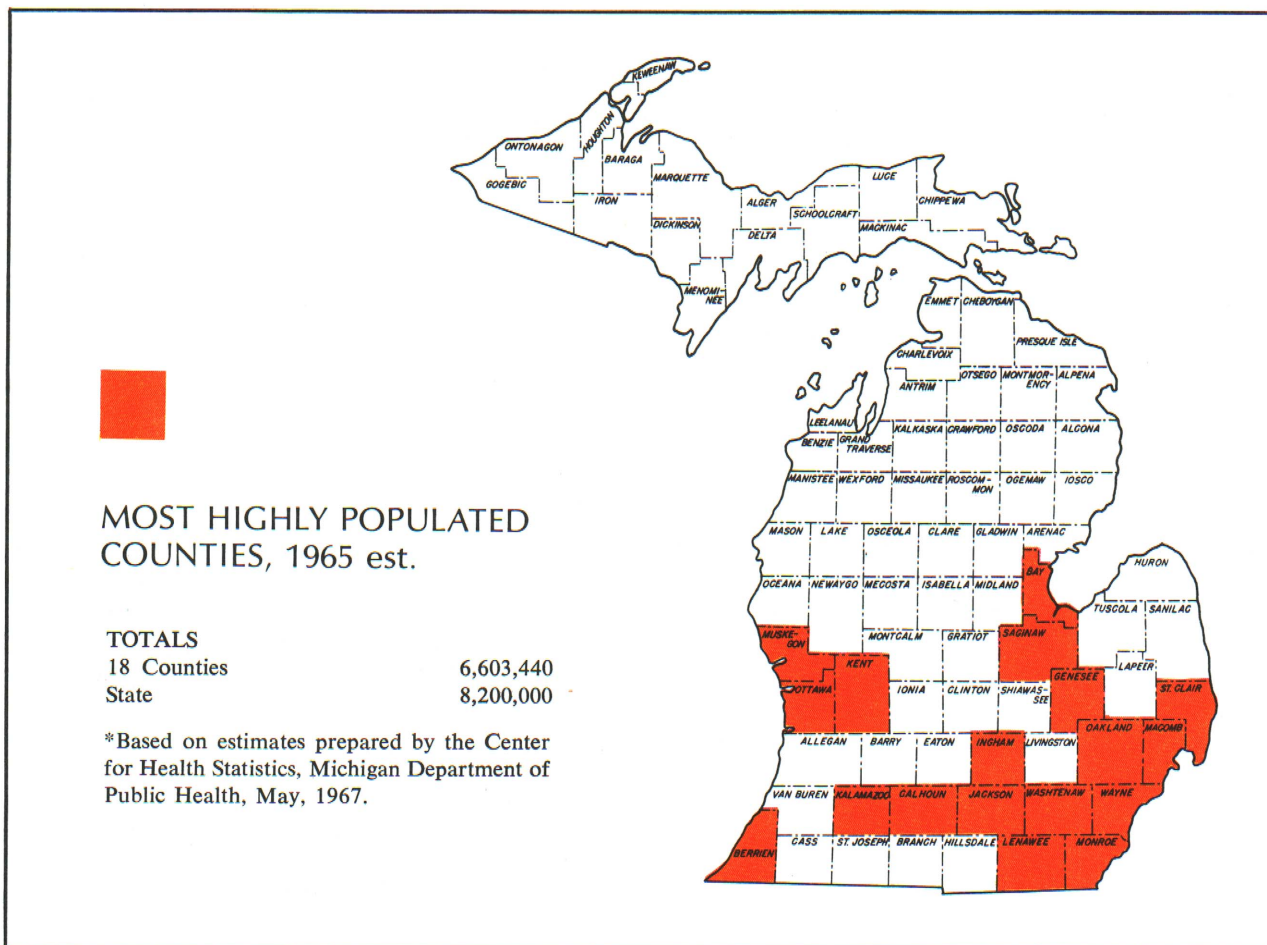 MOST HIGHLY POPULATED
COUNTIES, 1965 est.
TOTALS
18 Counties 6,603,440
State 8,200,000
*Based on estimates prepared by the Center
for Health Statistics, Michigan Department of
Public Health, May, 1967.
KEWEENAW
HOUGHTON
ONTONAGON
BARAGA
GOGEBIC
IRON
MARQUETTE
LUCE
CHIPPEWA
ALGER
SCHOOLCRAFT
DICKINSON
DELTA
MACKINAC
MENOMI-
NEE
EMMET
CHEBOYGAN
PRESQUE ISLE
CHARLEVOIX
ANTRIM
OTSEGO
MONTMOR-
ENCY
ALPENA
LEELANAU
BENZIE
GRAND
TRAVERSE
KALKASKA
CRAWFORD
OSCODA
ALCONA
MANISTEE
WEXFORD
MISSAUKEE
ROSCOM-
MON
OGEMAW
IOSCO
MASON
LAKE
OSCEOLA
CLARE
GLADWIN
ARENAC
BAY
HURON
OCEANA
NEWAYGO
MECOSTA
ISABELLA
MIDLAND
TUSCOLA
SANILAC
MUSKE-
GON
MONTCALM
GRATIOT
SAGINAW
KENT
GENESEE
LAPEER
OTTAWA
IONIA
CLINTON
SHIAWAS-
SEE
ST. CLAIR
OAKLAND
MACOMB
ALLEGAN
BARRY
EATON
INGHAM
LIVINGSTON
VAN BUREN
KALAMAZOO
CALHOUN
JACKSON
WASHTENAW
WAYNE
BERRIEN
CASS
ST. JOSEPH
BRANCH
HILLSDALE
LENAWEE
MONROE